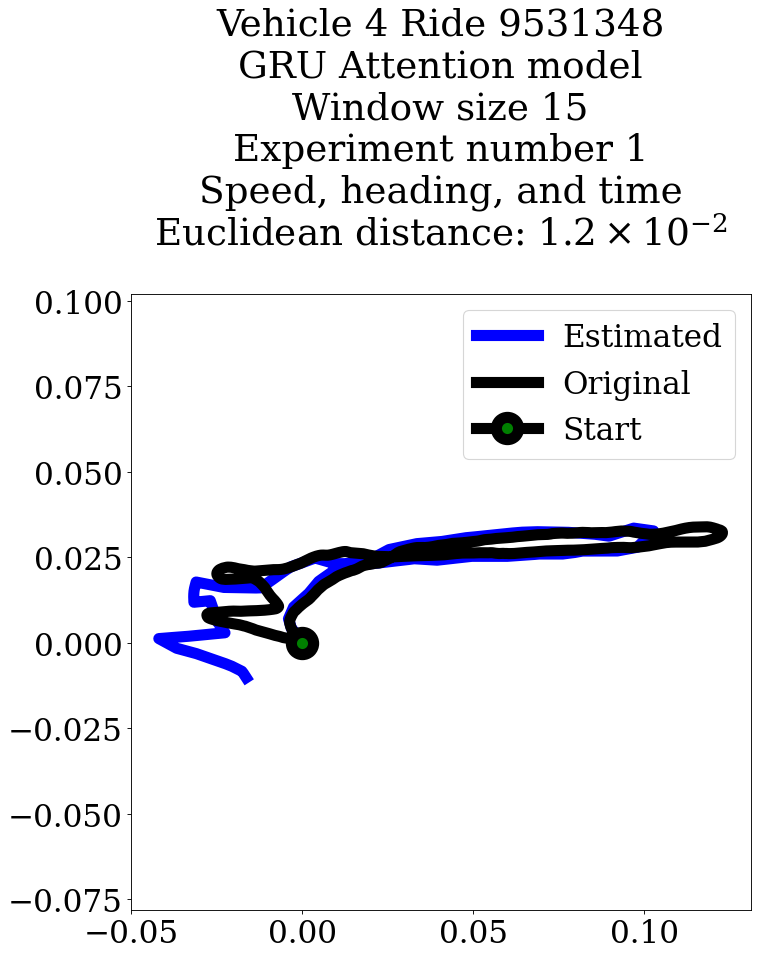 Vehicle 4 Ride 9531348
GRU Attention model
Window size 15
Experiment number 1
Speed, heading, and time
Euclidean distance: 1.2 × 10⁻²
Estimated
Original
Start
0.100
0.075
0.050
0.025
0.000
−0.025
−0.050
−0.075
−0.05 0.00 0.05 0.10